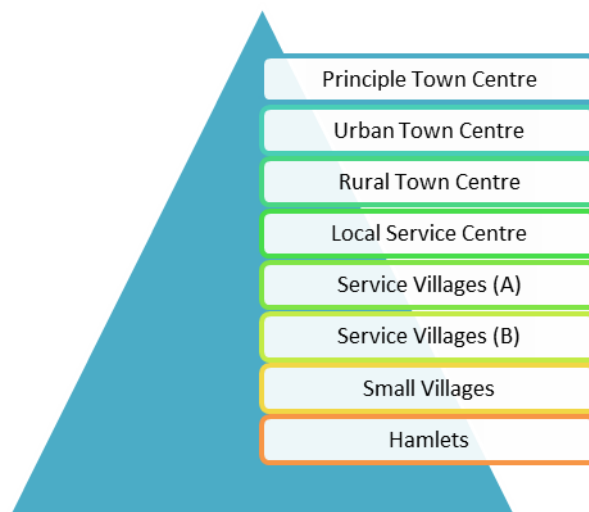 Principle Town Centre
Urban Town Centre
Rural Town Centre
Local Service Centre
Service Villages (A)
Service Villages (B)
Small Villages
Hamlets